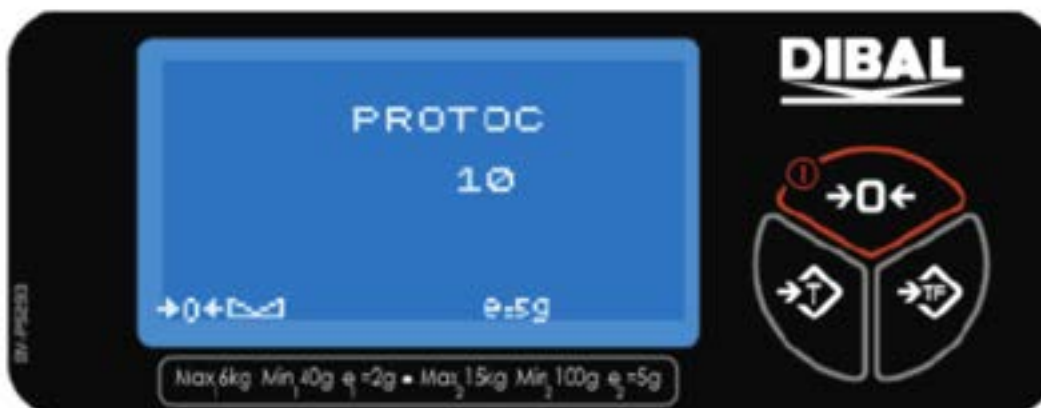 DIBAL
PROTOC
10
→0←
→0← e=5g
→T←
→TF←
Max₁ 6kg Min₁ 40g e₁=2g • Max₂ 15kg Min₂ 100g e₂=5g